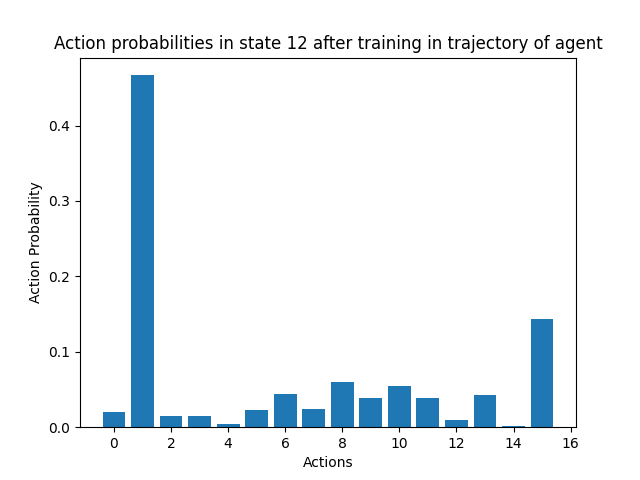 Action probabilities in state 12 after training in trajectory of agent
0.4
0.3
0.2
0.1
0.0
Action Probability
0 2 4 6 8 10 12 14 16
Actions